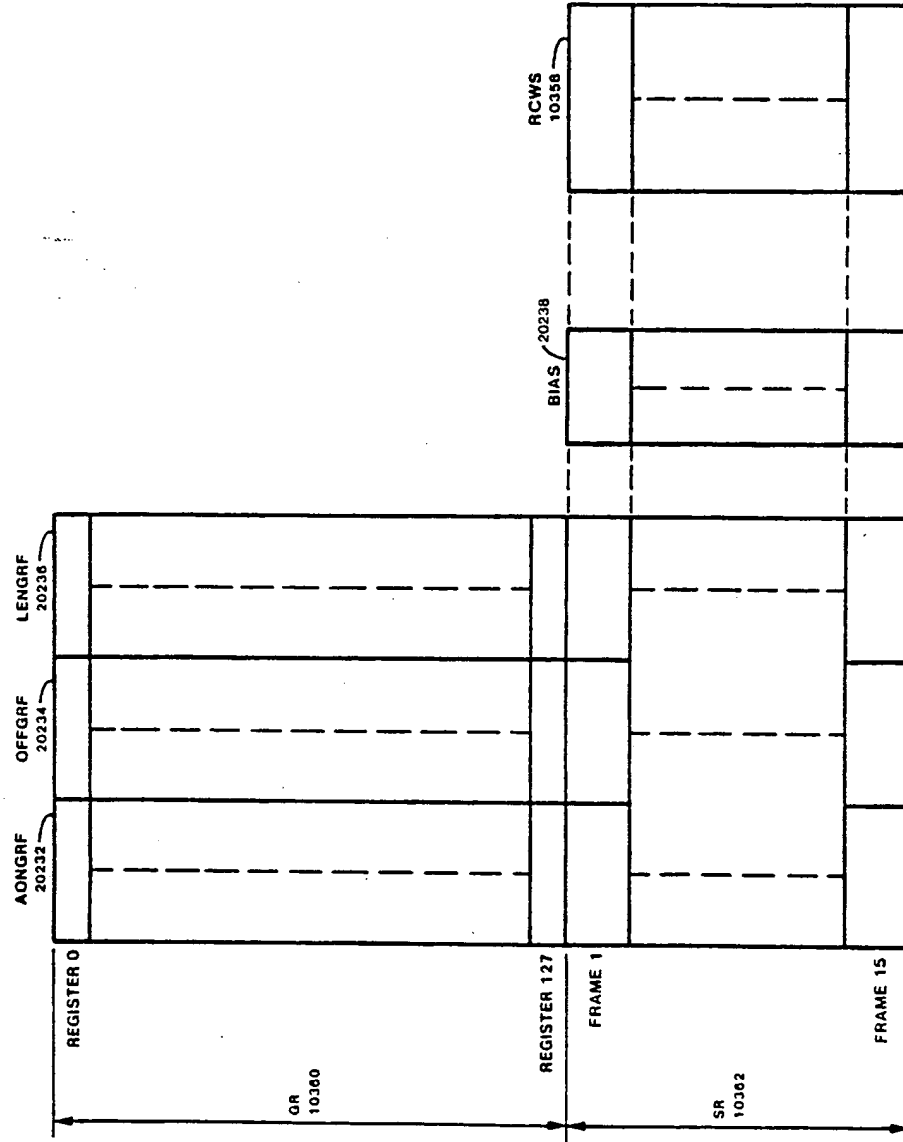 AONGRF
20232
OFFGRF
20234
LENGRF
20236
REGISTER 0
GR
10360
REGISTER 127
BIAS
20238
RCWS
10358
FRAME 1
SR
10362
FRAME 15